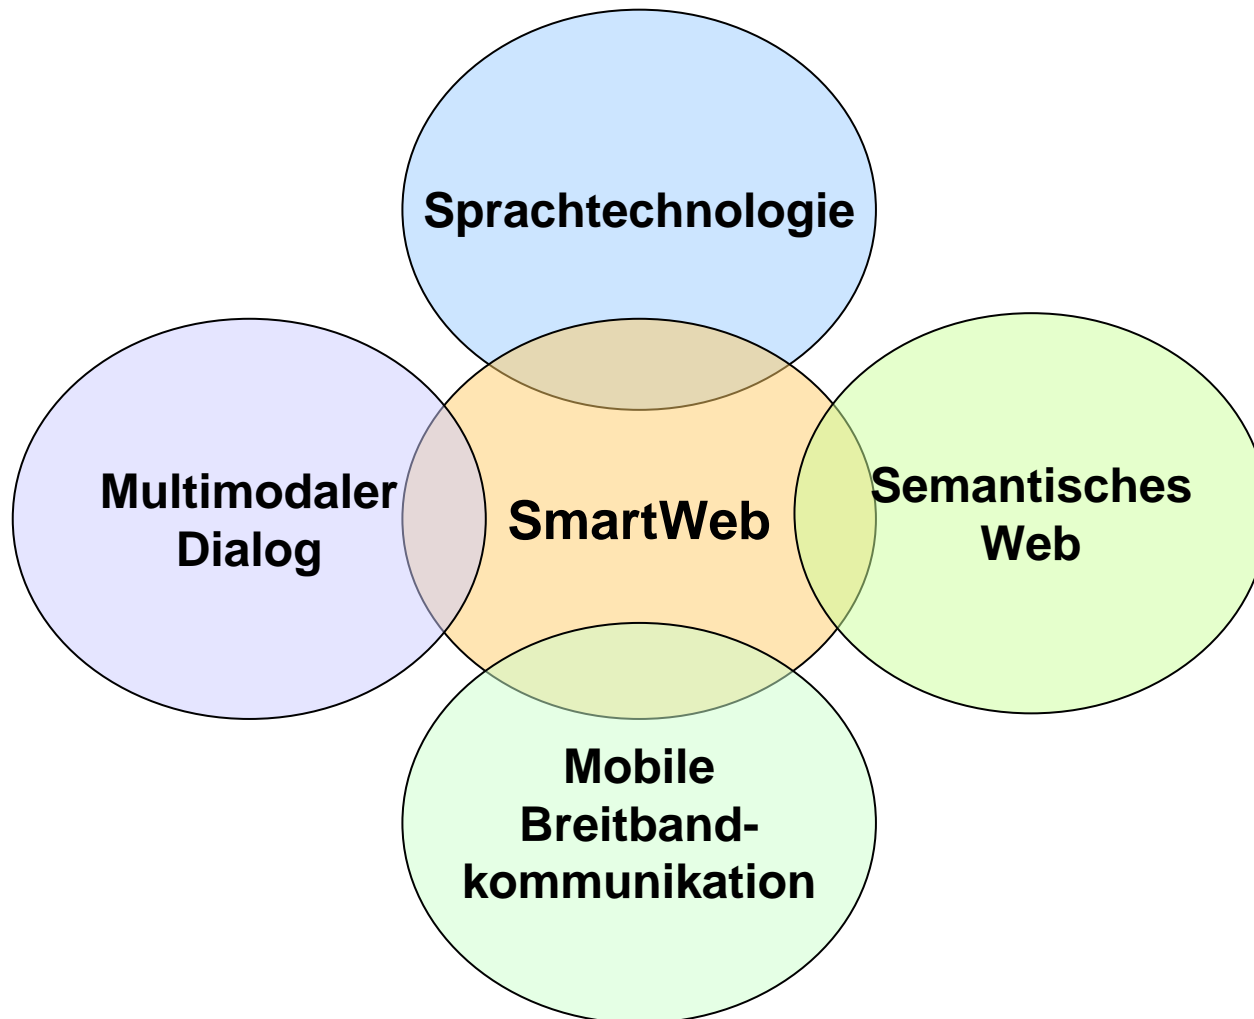 Sprachtechnologie
Multimodaler
Dialog
SmartWeb
Semantisches
Web
Mobile
Breitband-
kommunikation